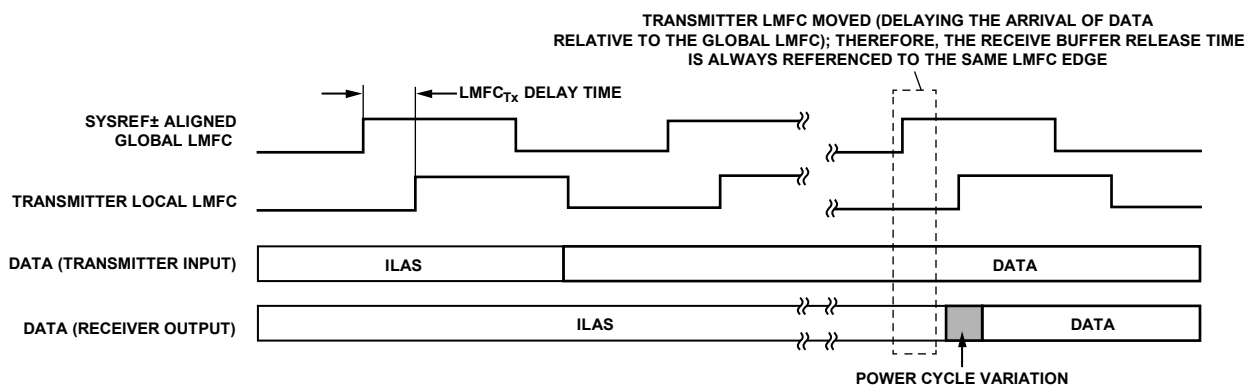 TRANSMITTER LMFC MOVED (DELAYING THE ARRIVAL OF DATA
RELATIVE TO THE GLOBAL LMFC); THEREFORE, THE RECEIVE BUFFER RELEASE TIME
IS ALWAYS REFERENCED TO THE SAME LMFC EDGE
LMFCTx DELAY TIME
SYSREF± ALIGNED
GLOBAL LMFC
TRANSMITTER LOCAL LMFC
DATA (TRANSMITTER INPUT)
ILAS
DATA
DATA (RECEIVER OUTPUT)
ILAS
DATA
POWER CYCLE VARIATION